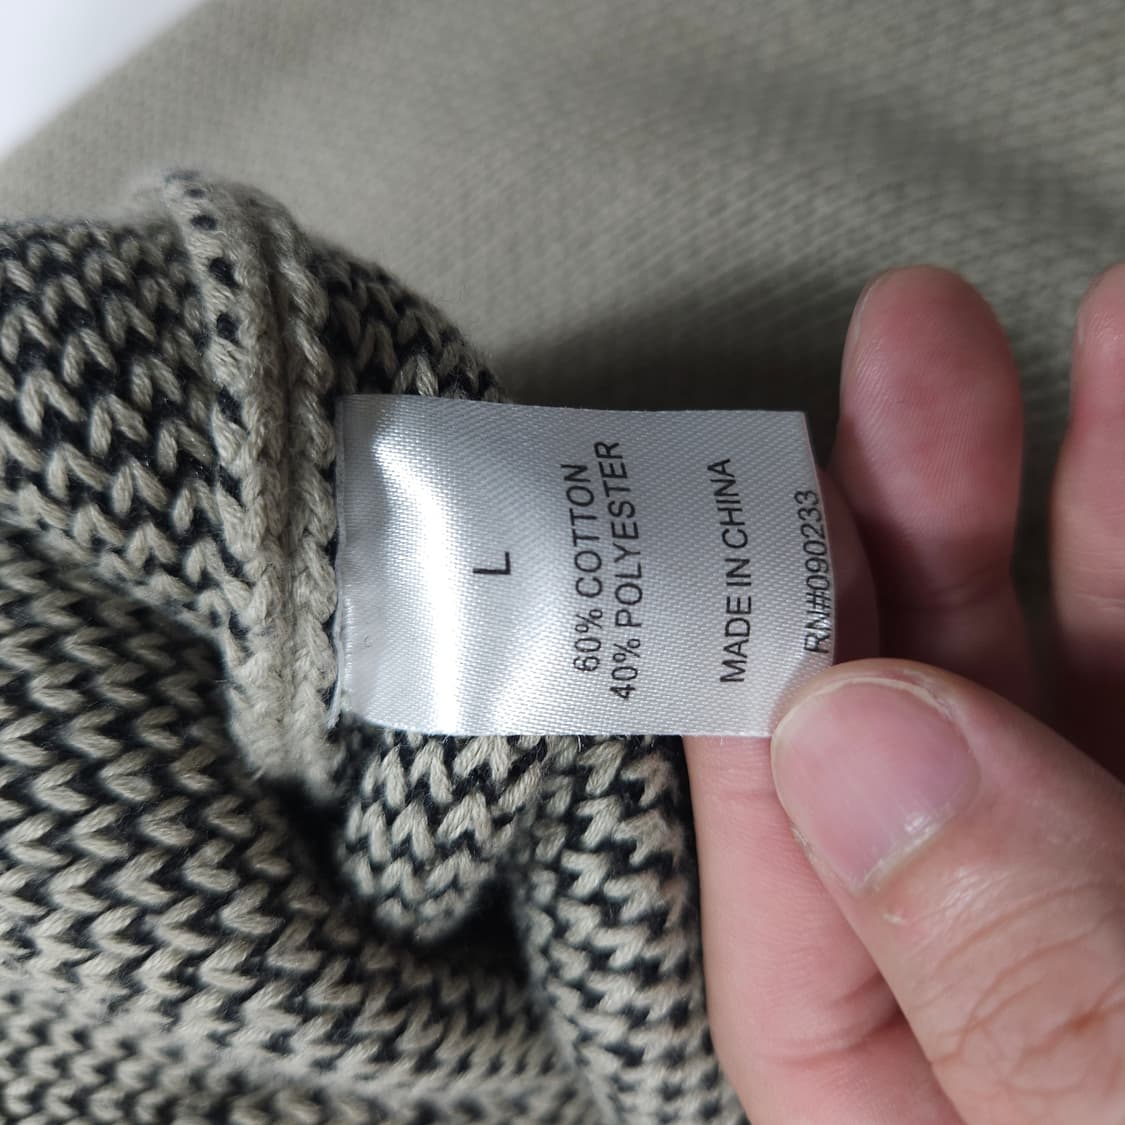 L
60% COTTON
40% POLYESTER
MADE IN CHINA
RN#090233